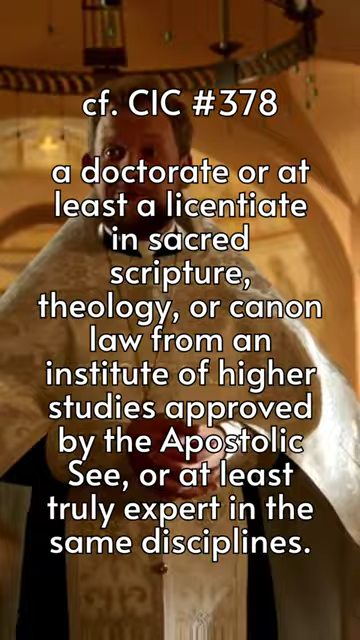 cf. CIC #378
a doctorate or at
least a licentiate
in sacred
scripture,
theology, or canon
law from an
institute of higher
studies approved
by the Apostolic
See, or at least
truly expert in the
same disciplines.